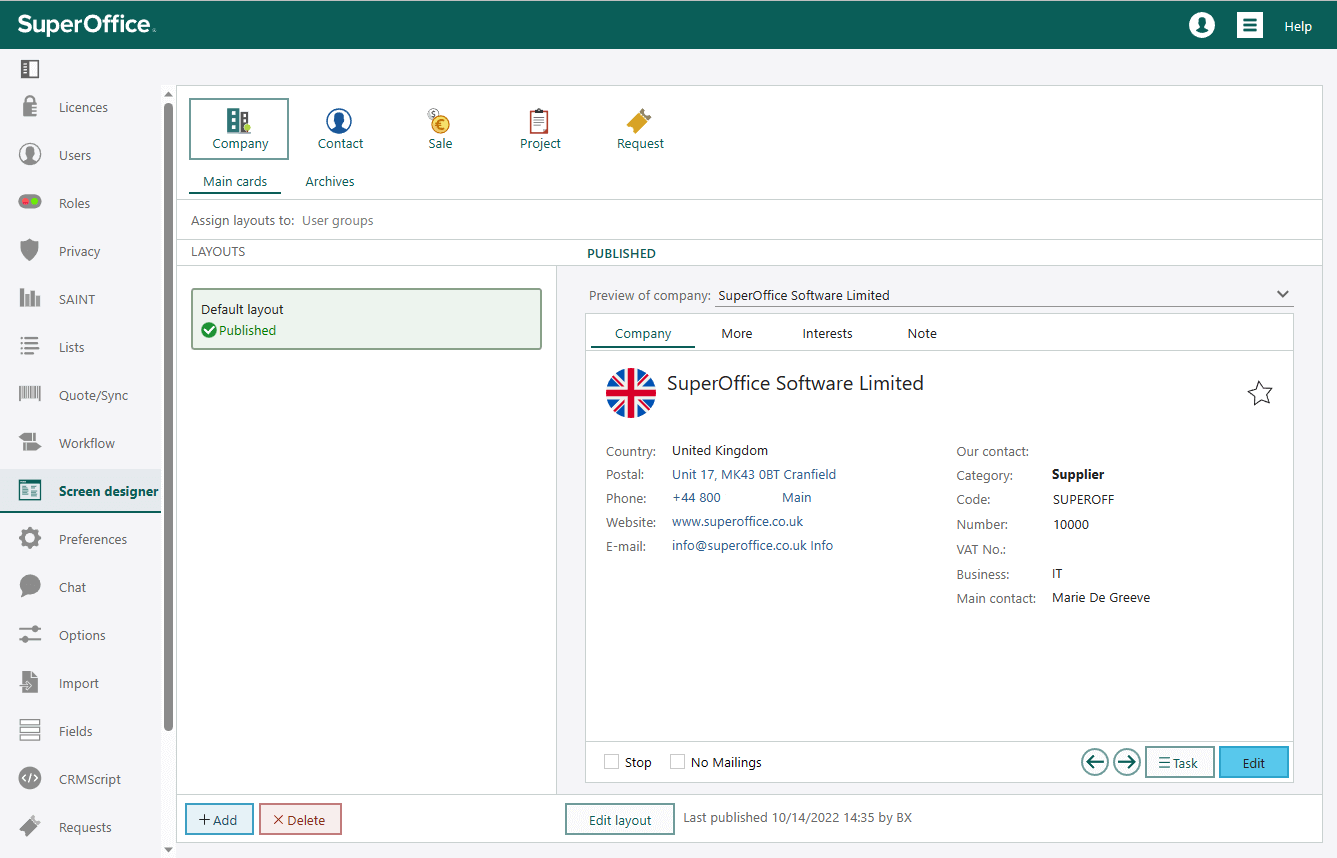 SuperOffice
Help
Licences
Users
Roles
Privacy
SAINT
Lists
Quote/Sync
Workflow
Screen designer
Preferences
Chat
Options
Import
Fields
CRMScript
Requests
Company Contact Sale Project Request
Main cards Archives
Assign layouts to: User groups
LAYOUTS
Default layout
Published
+ Add
× Delete
PUBLISHED
Preview of company: SuperOffice Software Limited
Company More Interests Note
SuperOffice Software Limited
Country: United Kingdom
Postal: Unit 17, MK43 0BT Cranfield
Phone: +44 800 Main
Website: www.superoffice.co.uk
E-mail: info@superoffice.co.uk Info
Our contact:
Category: Supplier
Code: SUPEROFF
Number: 10000
VAT No.:
Business: IT
Main contact: Marie De Greeve
Stop No Mailings
Task Edit
Edit layout Last published 10/14/2022 14:35 by BX